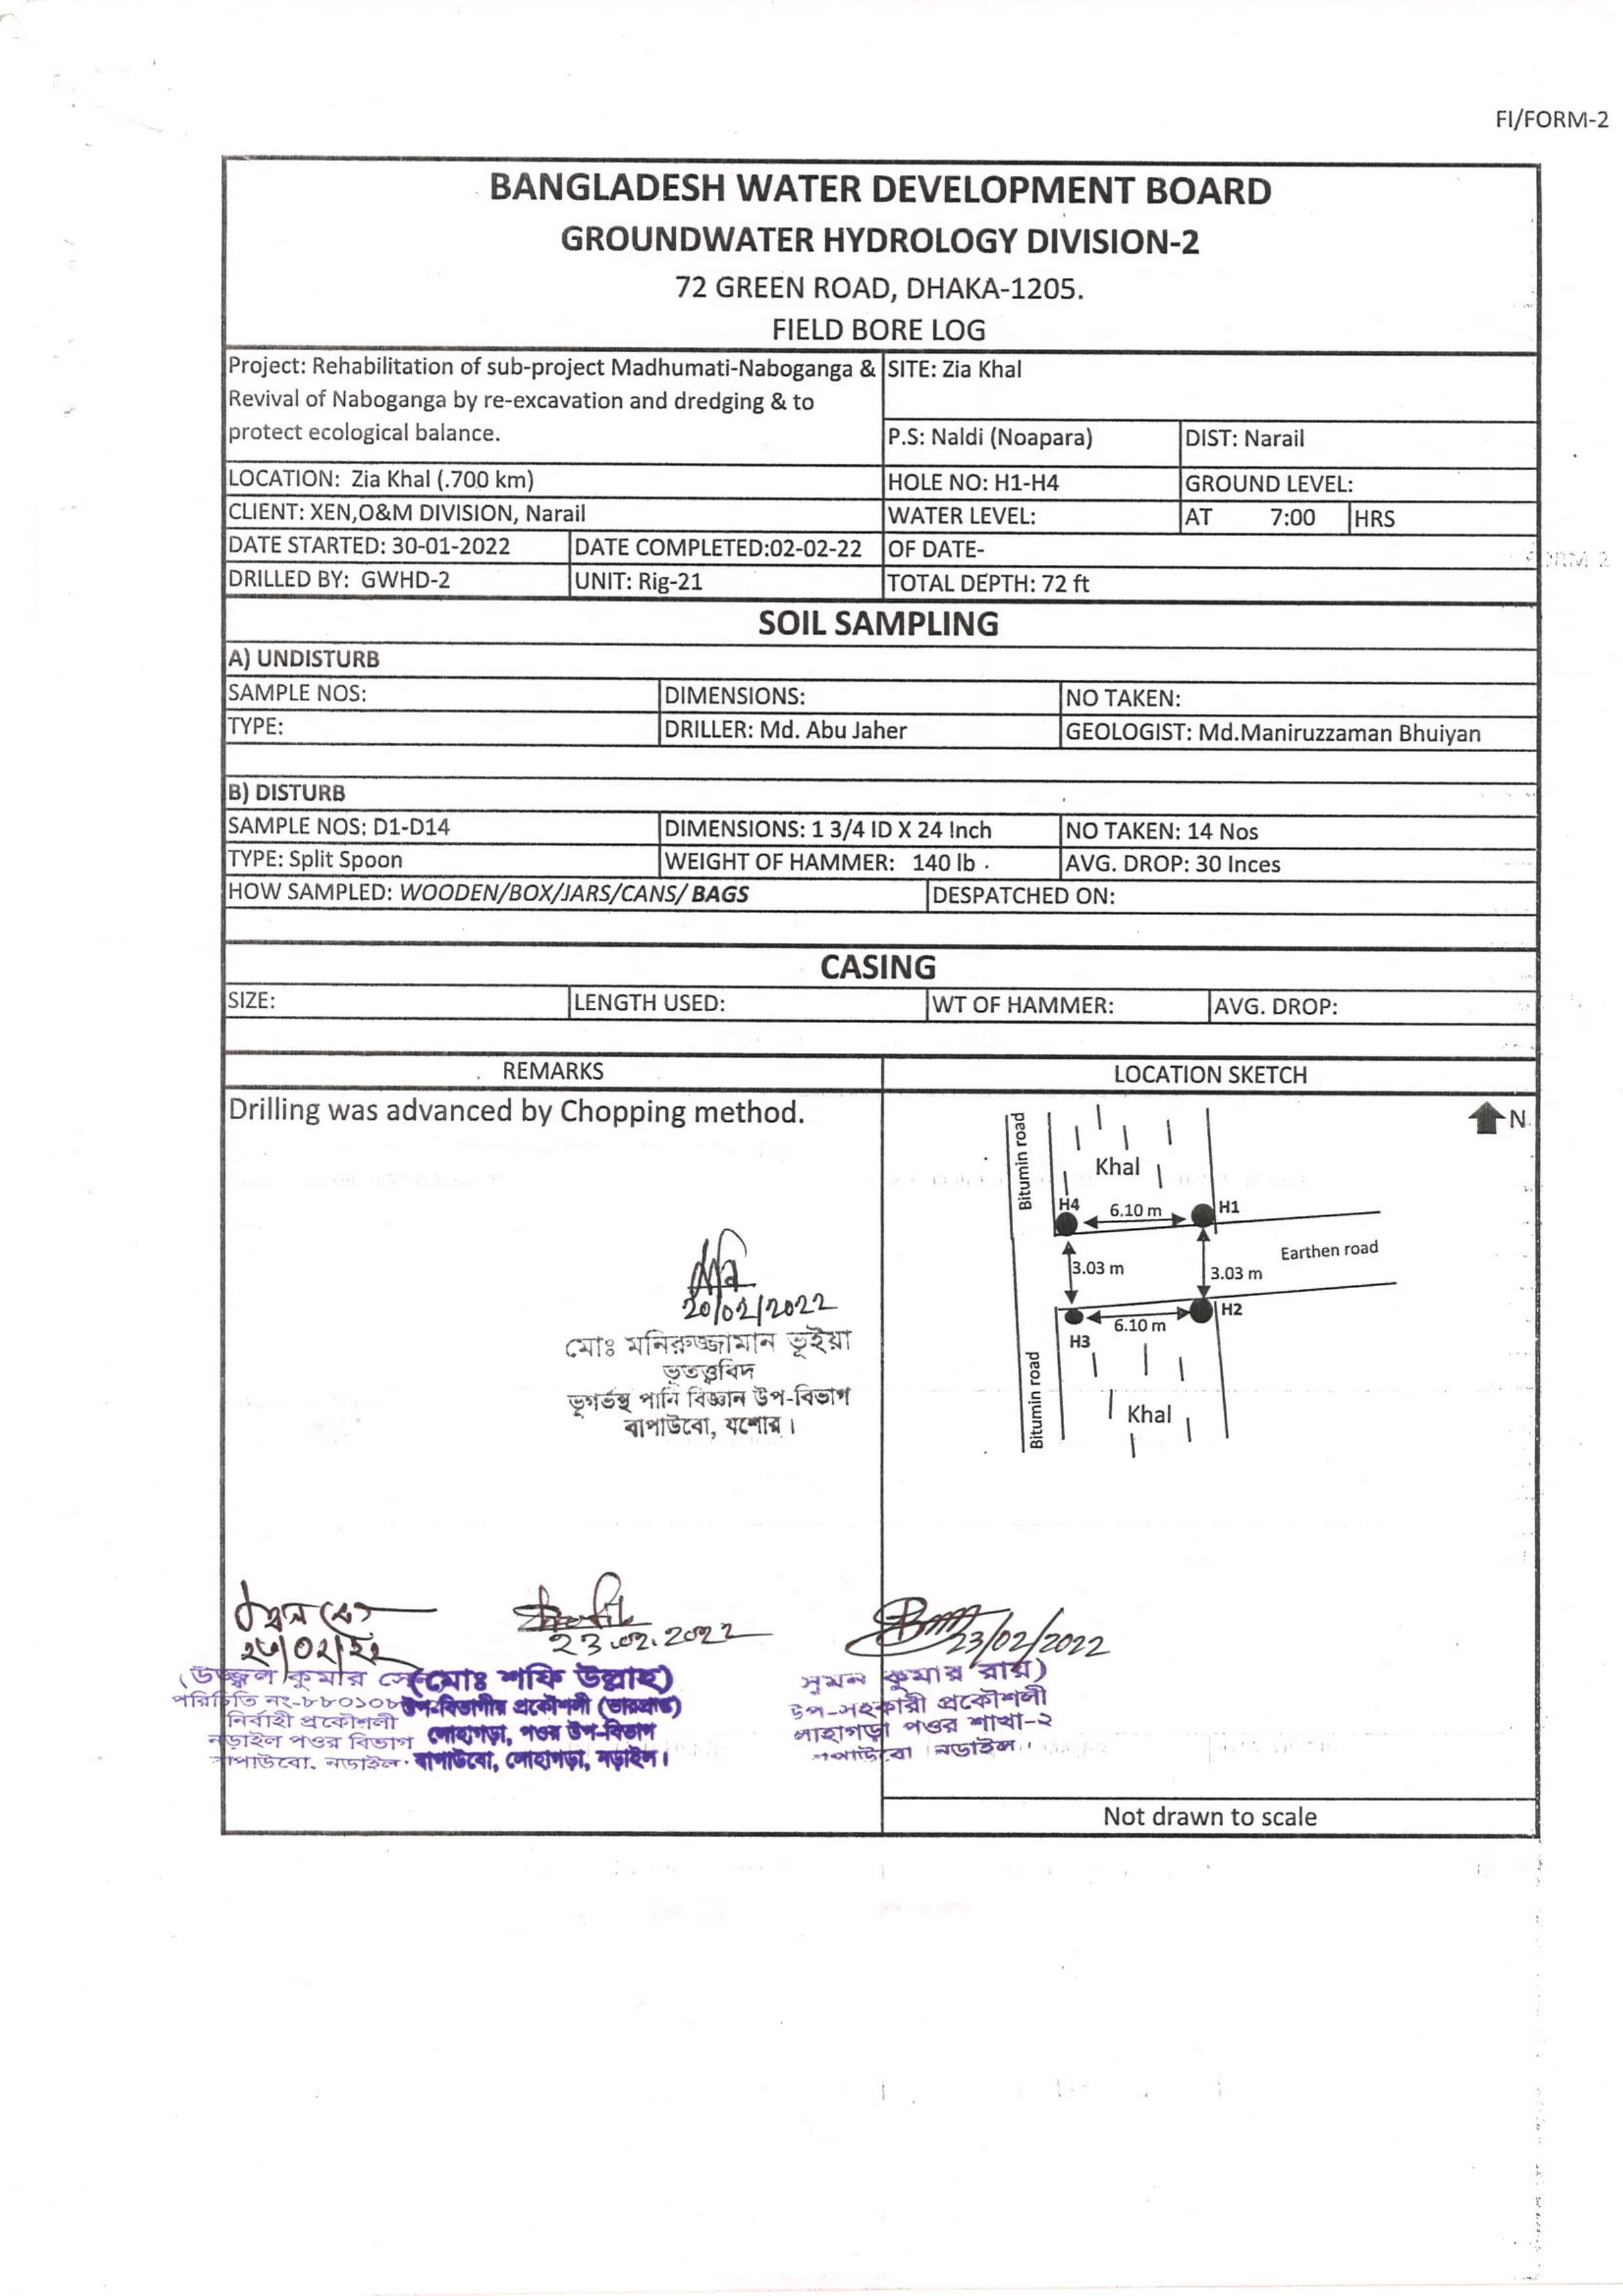 FI/FORM-2
BANGLADESH WATER DEVELOPMENT BOARD
GROUNDWATER HYDROLOGY DIVISION-2
72 GREEN ROAD, DHAKA-1205.
FIELD BORE LOG
Project: Rehabilitation of sub-project Madhumati-Naboganga &
Revival of Naboganga by re-excavation and dredging & to
protect ecological balance.
SITE: Zia Khal
P.S: Naldi (Noapara)
DIST: Narail
LOCATION: Zia Khal (.700 km)
HOLE NO: H1-H4
GROUND LEVEL:
CLIENT: XEN,O&M DIVISION, Narail
WATER LEVEL:
AT 7:00 HRS
DATE STARTED: 30-01-2022
DATE COMPLETED:02-02-22
OF DATE-
DRILLED BY: GWHD-2
UNIT: Rig-21
TOTAL DEPTH: 72 ft
SOIL SAMPLING
A) UNDISTURB
SAMPLE NOS:
DIMENSIONS:
NO TAKEN:
TYPE:
DRILLER: Md. Abu Jaher
GEOLOGIST: Md.Maniruzzaman Bhuiyan
B) DISTURB
SAMPLE NOS: D1-D14
DIMENSIONS: 1 3/4 ID X 24 Inch
NO TAKEN: 14 Nos
TYPE: Split Spoon
WEIGHT OF HAMMER: 140 lb .
AVG. DROP: 30 Inces
HOW SAMPLED: WOODEN/BOX/JARS/CANS/ BAGS
DESPATCHED ON:
CASING
SIZE:
LENGTH USED:
WT OF HAMMER:
AVG. DROP:
REMARKS
Drilling was advanced by Chopping method.
20/02/2022
মোঃ মনিরুজ্জামান ভূইয়া
ভূতত্ত্ববিদ
ভূগর্ভস্থ পানি বিজ্ঞান উপ-বিভাগ
বাপাউবো, যশোর।
LOCATION SKETCH
N
Bitumin road
Khal
H4
6.10 m
H1
Earthen road
3.03 m
3.03 m
H2
6.10 m
H3
Bitumin road
Khal
২৩/০২/২২
(উজ্জ্বল কুমার
পরিচিতি নং-৮৮০১০৮
নির্বাহী প্রকৌশলী
নড়াইল পওর বিভাগ
বাপাউবো, নড়াইল।
23.02.2022
(মোঃ শফি উল্লাহ)
উপ-বিভাগীয় প্রকৌশলী (ভারপ্রাপ্ত)
লোহাগড়া, পওর উপ-বিভাগ
বাপাউবো, লোহাগড়া, নড়াইল।
23/02/2022
সুমন কুমার রায়)
উপ-সহকারী প্রকৌশলী
লোহাগড়া পওর শাখা-২
বাপাউবো নড়াইল।
Not drawn to scale